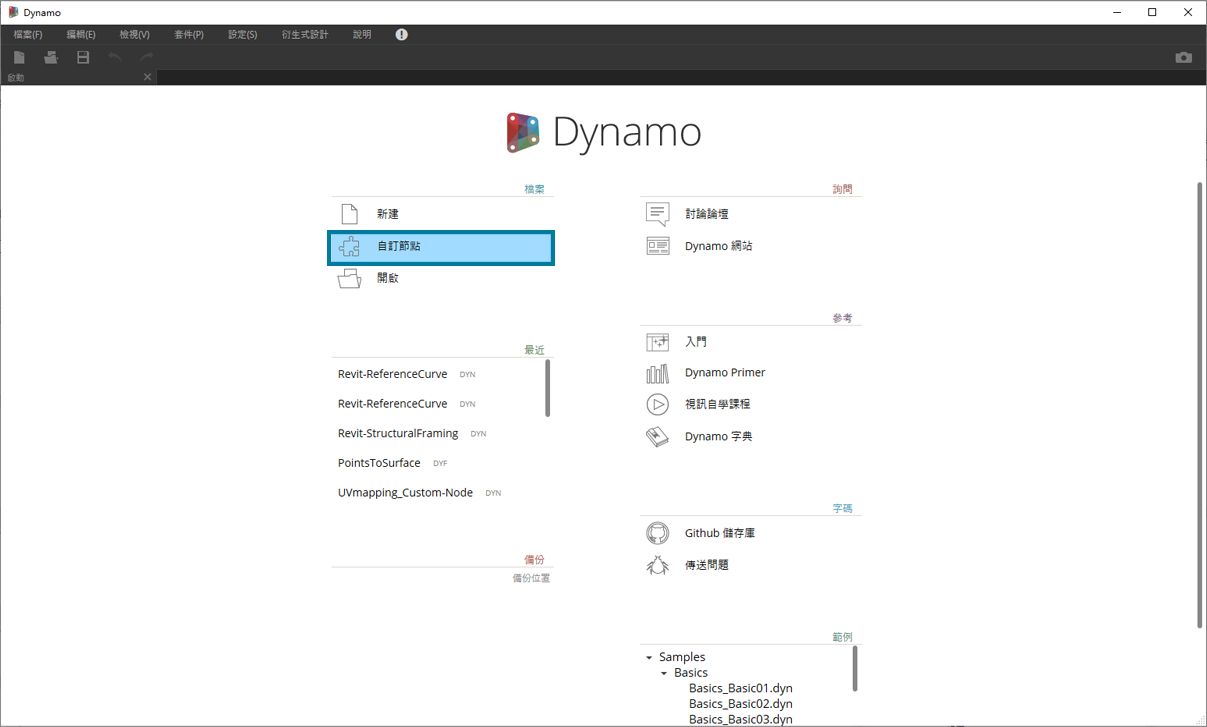 Dynamo
檔案(F) 編輯(E) 檢視(V) 套件(P) 設定(S) 衍生式設計 說明
啟動
Dynamo
檔案
新建
自訂節點
開啟
最近
Revit-ReferenceCurve DYN
Revit-ReferenceCurve DYN
Revit-StructuralFraming DYN
PointsToSurface DYF
UVmapping_Custom-Node DYN
備份
備份位置
詢問
討論論壇
Dynamo 網站
參考
入門
Dynamo Primer
視訊自學課程
Dynamo 字典
字碼
Github 儲存庫
傳送問題
範例
Samples
Basics
Basics_Basic01.dyn
Basics_Basic02.dyn
Basics_Basic03.dyn